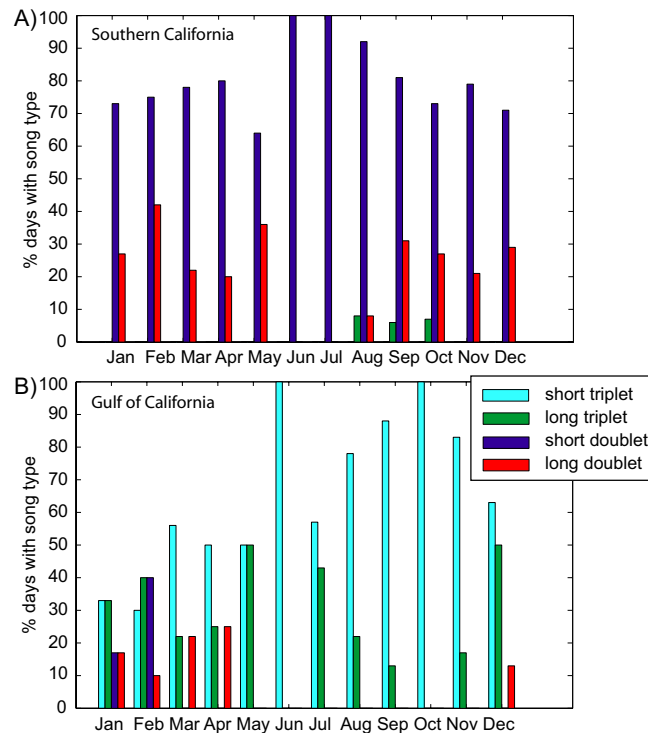 A)
Southern California
% days with song type
100
90
80
70
60
50
40
30
20
10
0
Jan Feb Mar Apr May Jun Jul Aug Sep Oct Nov Dec
B)
Gulf of California
% days with song type
100
90
80
70
60
50
40
30
20
10
0
short triplet
long triplet
short doublet
long doublet
Jan Feb Mar Apr May Jun Jul Aug Sep Oct Nov Dec